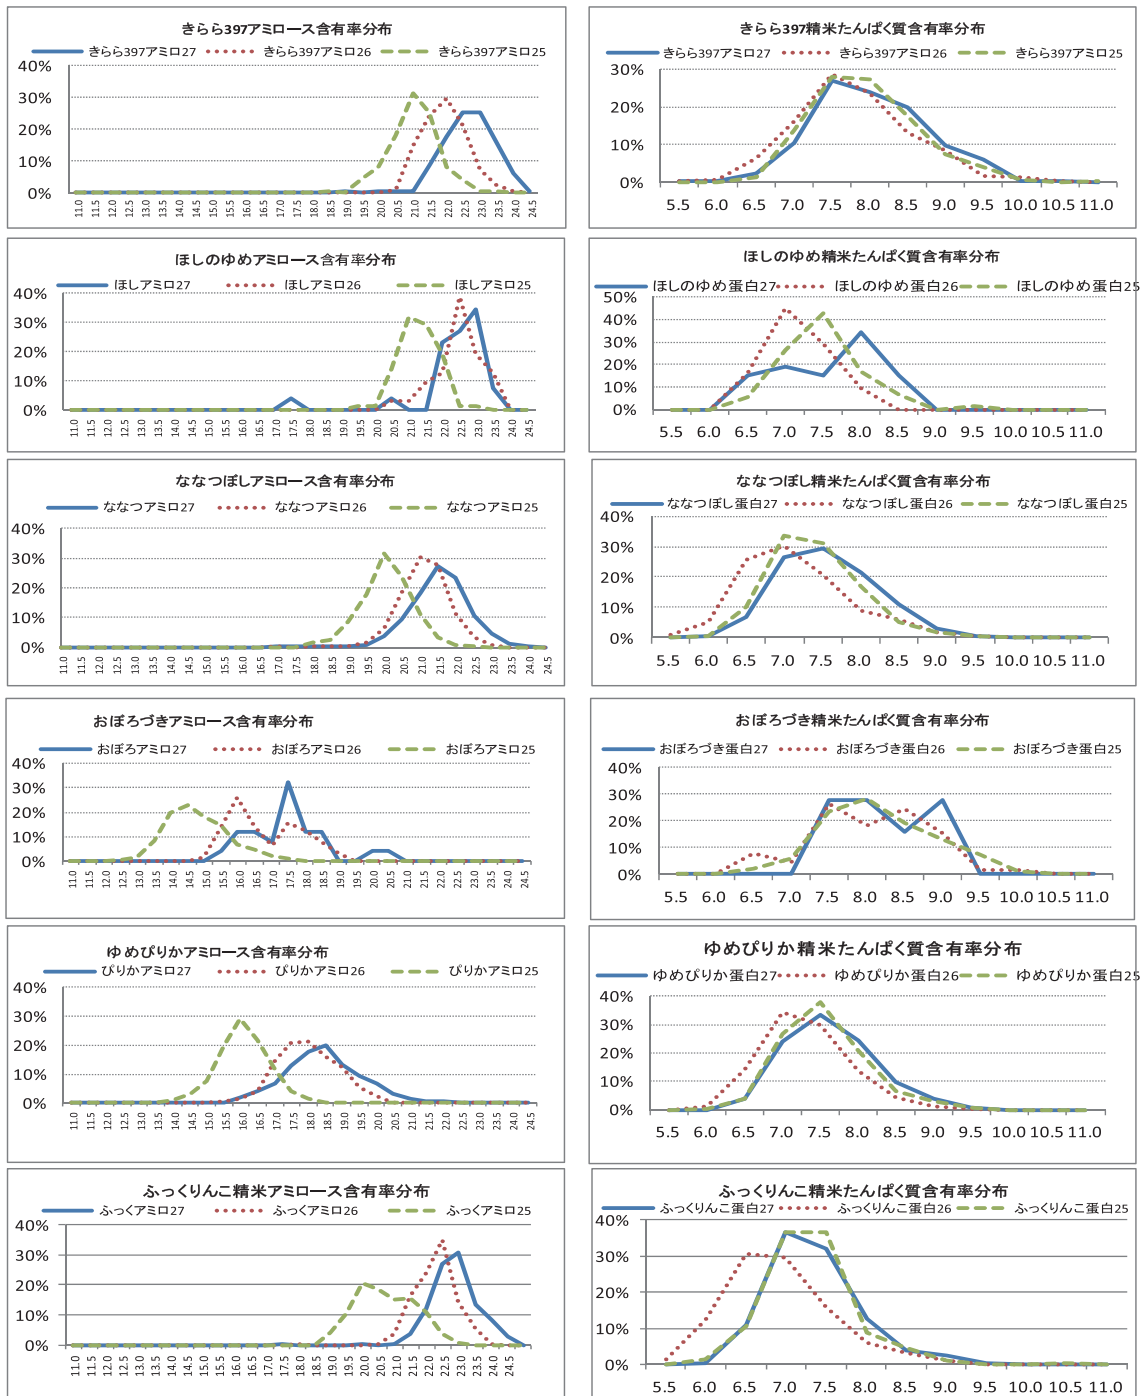 きらら397アミロース含有率分布
きらら397アミロ27 きらら397アミロ26 きらら397アミロ25
40%
30%
20%
10%
0%
11.0 11.5 12.0 12.5 13.0 13.5 14.0 14.5 15.0 15.5 16.0 16.5 17.0 17.5 18.0 18.5 19.0 19.5 20.0 20.5 21.0 21.5 22.0 22.5 23.0 23.5 24.0 24.5
きらら397精米たんぱく質含有率分布
きらら397アミロ27 きらら397アミロ26 きらら397アミロ25
30%
20%
10%
0%
5.5 6.0 6.5 7.0 7.5 8.0 8.5 9.0 9.5 10.0 10.5 11.0
ほしのゆめアミロース含有率分布
ほしアミロ27 ほしアミロ26 ほしアミロ25
40%
30%
20%
10%
0%
11.0 11.5 12.0 12.5 13.0 13.5 14.0 14.5 15.0 15.5 16.0 16.5 17.0 17.5 18.0 18.5 19.0 19.5 20.0 20.5 21.0 21.5 22.0 22.5 23.0 23.5 24.0 24.5
ほしのゆめ精米たんぱく質含有率分布
ほしのゆめ蛋白27 ほしのゆめ蛋白26 ほしのゆめ蛋白25
50%
40%
30%
20%
10%
0%
5.5 6.0 6.5 7.0 7.5 8.0 8.5 9.0 9.5 10.0 10.5 11.0
ななつぼしアミロース含有率分布
ななつアミロ27 ななつアミロ26 ななつアミロ25
40%
30%
20%
10%
0%
11.0 11.5 12.0 12.5 13.0 13.5 14.0 14.5 15.0 15.5 16.0 16.5 17.0 17.5 18.0 18.5 19.0 19.5 20.0 20.5 21.0 21.5 22.0 22.5 23.0 23.5 24.0 24.5
ななつぼし精米たんぱく質含有率分布
ななつぼし蛋白27 ななつぼし蛋白26 ななつぼし蛋白25
40%
30%
20%
10%
0%
5.5 6.0 6.5 7.0 7.5 8.0 8.5 9.0 9.5 10.0 10.5 11.0
おぼろづきアミロース含有率分布
おぼろアミロ27 おぼろアミロ26 おぼろアミロ25
40%
30%
20%
10%
0%
11.0 11.5 12.0 12.5 13.0 13.5 14.0 14.5 15.0 15.5 16.0 16.5 17.0 17.5 18.0 18.5 19.0 19.5 20.0 20.5 21.0 21.5 22.0 22.5 23.0 23.5 24.0 24.5
おぼろづき精米たんぱく質含有率分布
おぼろづき蛋白27 おぼろづき蛋白26 おぼろづき蛋白25
40%
30%
20%
10%
0%
5.5 6.0 6.5 7.0 7.5 8.0 8.5 9.0 9.5 10.0 10.5 11.0
ゆめぴりかアミロース含有率分布
ぴりかアミロ27 ぴりかアミロ26 ぴりかアミロ25
40%
30%
20%
10%
0%
11.0 11.5 12.0 12.5 13.0 13.5 14.0 14.5 15.0 15.5 16.0 16.5 17.0 17.5 18.0 18.5 19.0 19.5 20.0 20.5 21.0 21.5 22.0 22.5 23.0 23.5 24.0 24.5
ゆめぴりか精米たんぱく質含有率分布
ゆめぴりか蛋白27 ゆめぴりか蛋白26 ゆめぴりか蛋白25
40%
30%
20%
10%
0%
5.5 6.0 6.5 7.0 7.5 8.0 8.5 9.0 9.5 10.0 10.5 11.0
ふっくりんこ精米アミロース含有率分布
ふっくアミロ27 ふっくアミロ26 ふっくアミロ25
40%
30%
20%
10%
0%
11.0 11.5 12.0 12.5 13.0 13.5 14.0 14.5 15.0 15.5 16.0 16.5 17.0 17.5 18.0 18.5 19.0 19.5 20.0 20.5 21.0 21.5 22.0 22.5 23.0 23.5 24.0 24.5
ふっくりんこ精米たんぱく質含有率分布
ふっくりんこ蛋白27 ふっくりんこ蛋白26 ふっくりんこ蛋白25
40%
30%
20%
10%
0%
5.5 6.0 6.5 7.0 7.5 8.0 8.5 9.0 9.5 10.0 10.5 11.0